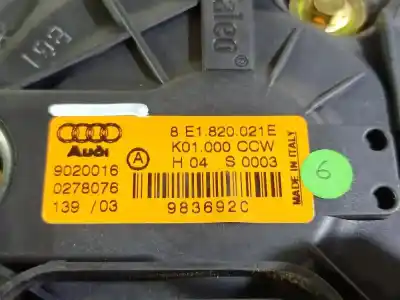 Valeo
Audi
A
8 E1.820.021E
K01.000 CCW
H 04 S 0003
9020016
0278076
139 /03
983692C
MADE IN ITALY
6